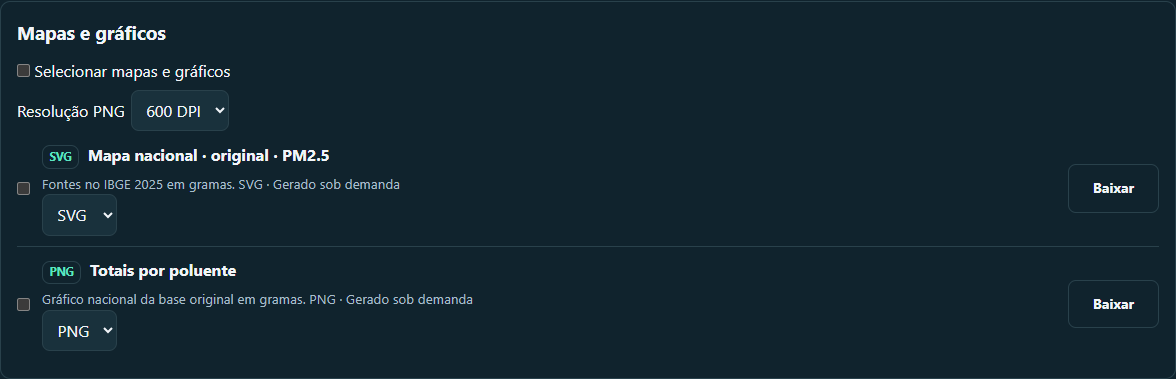 Mapas e gráficos
Selecionar mapas e gráficos
Resolução PNG 600 DPI
SVG Mapa nacional · original · PM2.5
Fontes no IBGE 2025 em gramas. SVG · Gerado sob demanda
SVG
Baixar
PNG Totais por poluente
Gráfico nacional da base original em gramas. PNG · Gerado sob demanda
PNG
Baixar